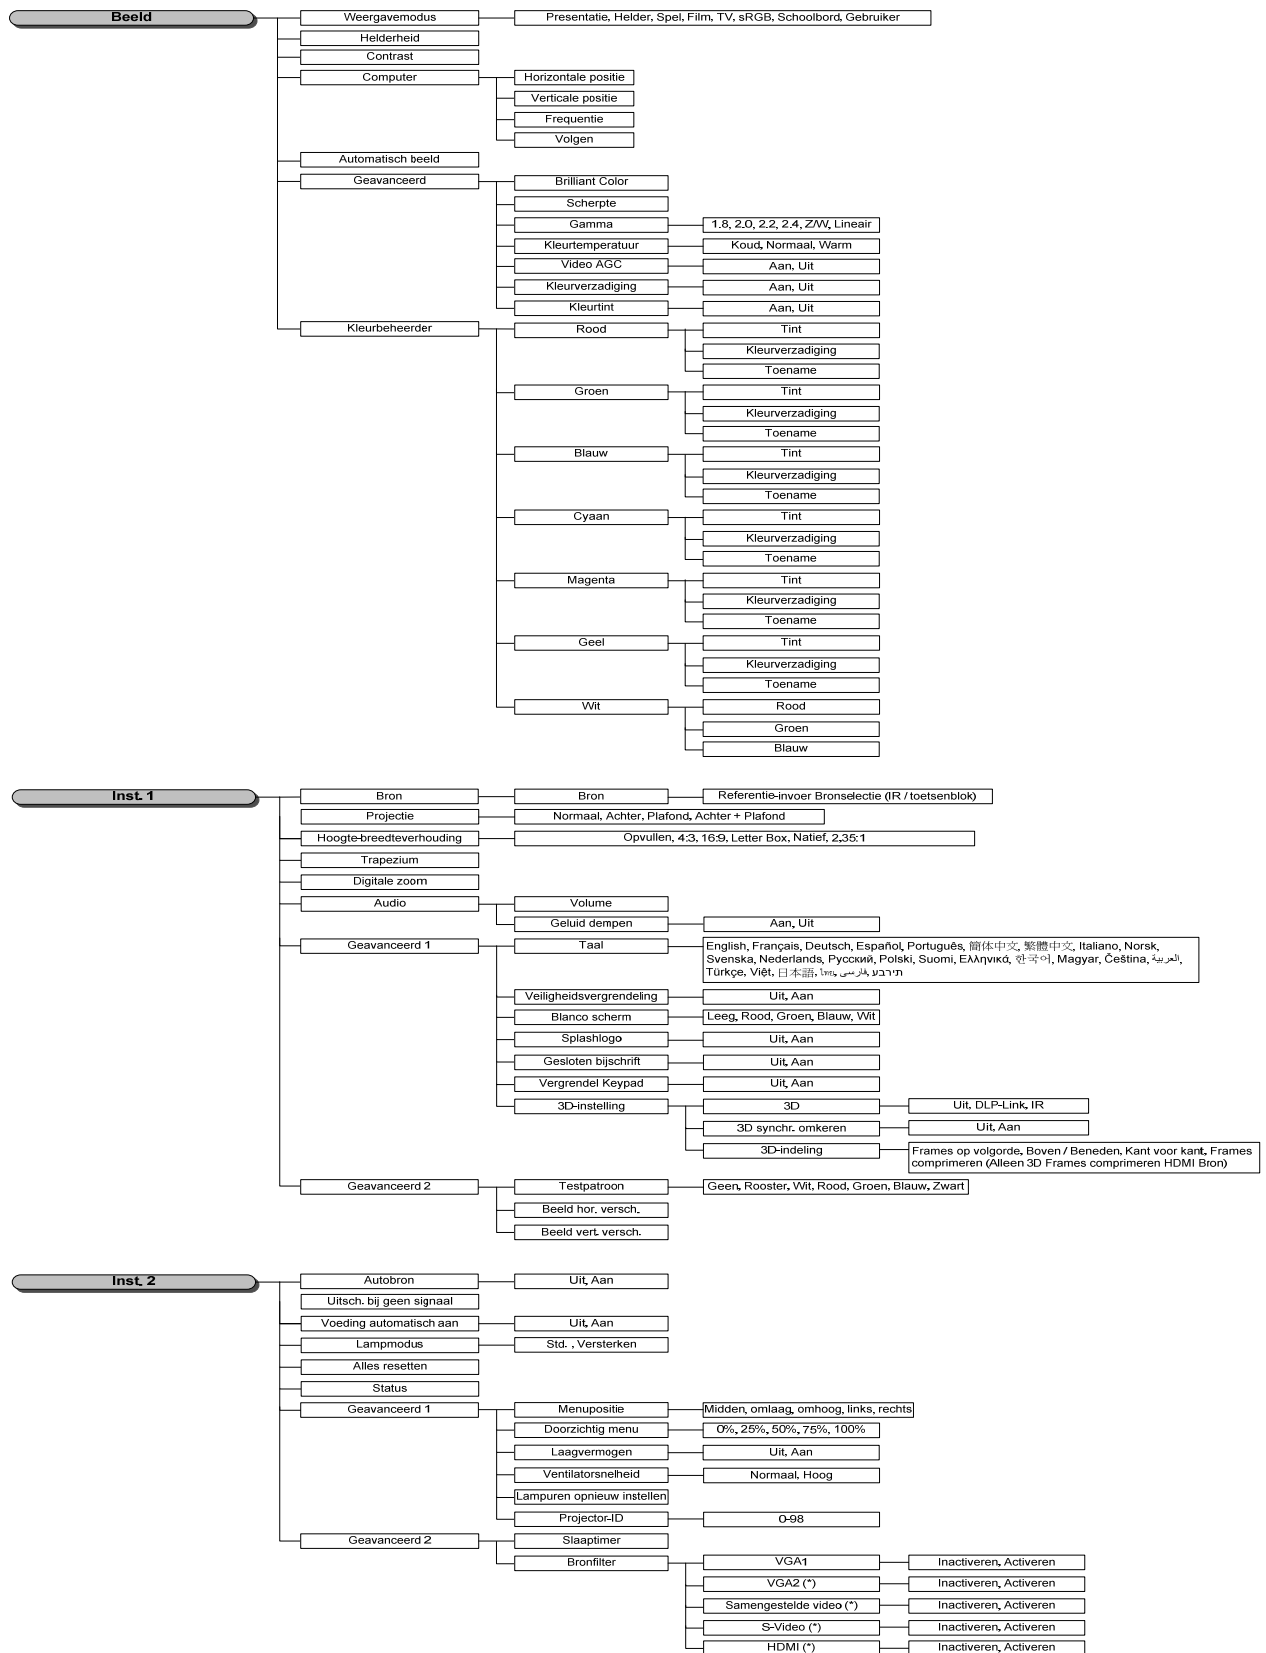 Beeld
Weergavemodus
Presentatie, Helder, Spel, Film, TV, sRGB, Schoolbord, Gebruiker
Helderheid
Contrast
Computer
Horizontale positie
Verticale positie
Frequentie
Volgen
Automatisch beeld
Geavanceerd
Brilliant Color
Scherpte
Gamma
1.8, 2.0, 2.2, 2.4, Z/W, Lineair
Kleurtemperatuur
Koud, Normaal, Warm
Video AGC
Aan, Uit
Kleurverzadiging
Aan, Uit
Kleurtint
Aan, Uit
Kleurbeheerder
Rood
Tint
Kleurverzadiging
Toename
Groen
Tint
Kleurverzadiging
Toename
Blauw
Tint
Kleurverzadiging
Toename
Cyaan
Tint
Kleurverzadiging
Toename
Magenta
Tint
Kleurverzadiging
Toename
Geel
Tint
Kleurverzadiging
Toename
Wit
Rood
Groen
Blauw
Inst. 1
Bron
Bron
Referentie-invoer Bronselectie (IR / toetsenblok)
Projectie
Normaal, Achter, Plafond, Achter + Plafond
Hoogte-breedteverhouding
Opvullen, 4:3, 16:9, Letter Box, Natief, 2,35:1
Trapezium
Digitale zoom
Audio
Volume
Geluid dempen
Aan, Uit
Geavanceerd 1
Taal
English, Français, Deutsch, Español, Português, 簡体中文, 繁體中文, Italiano, Norsk,
Svenska, Nederlands, Русский, Polski, Suomi, Ελληνικά, 한국어, Magyar, Čeština, العربية,
Türkçe, Việt, 日本語, ไทย, فارسی, תירבע
Veiligheidsvergrendeling
Uit, Aan
Blanco scherm
Leeg, Rood, Groen, Blauw, Wit
Splashlogo
Uit, Aan
Gesloten bijschrift
Uit, Aan
Vergrendel Keypad
Uit, Aan
3D-instelling
3D
Uit, DLP-Link, IR
3D synchr. omkeren
Uit, Aan
3D-indeling
Frames op volgorde, Boven / Beneden, Kant voor kant, Frames
comprimeren (Alleen 3D Frames comprimeren HDMI Bron)
Geavanceerd 2
Testpatroon
Geen, Rooster, Wit, Rood, Groen, Blauw, Zwart
Beeld hor. versch.
Beeld vert. versch.
Inst. 2
Autobron
Uit, Aan
Uitsch. bij geen signaal
Voeding automatisch aan
Uit, Aan
Lampmodus
Std. , Versterken
Alles resetten
Status
Geavanceerd 1
Menupositie
Midden, omlaag, omhoog, links, rechts
Doorzichtig menu
0%, 25%, 50%, 75%, 100%
Laagvermogen
Uit, Aan
Ventilatorsnelheid
Normaal, Hoog
Lampuren opnieuw instellen
Projector-ID
0-98
Geavanceerd 2
Slaaptimer
Bronfilter
VGA1
Inactiveren, Activeren
VGA2 (*)
Inactiveren, Activeren
Samengestelde video (*)
Inactiveren, Activeren
S-Video (*)
Inactiveren, Activeren
HDMI (*)
Inactiveren, Activeren